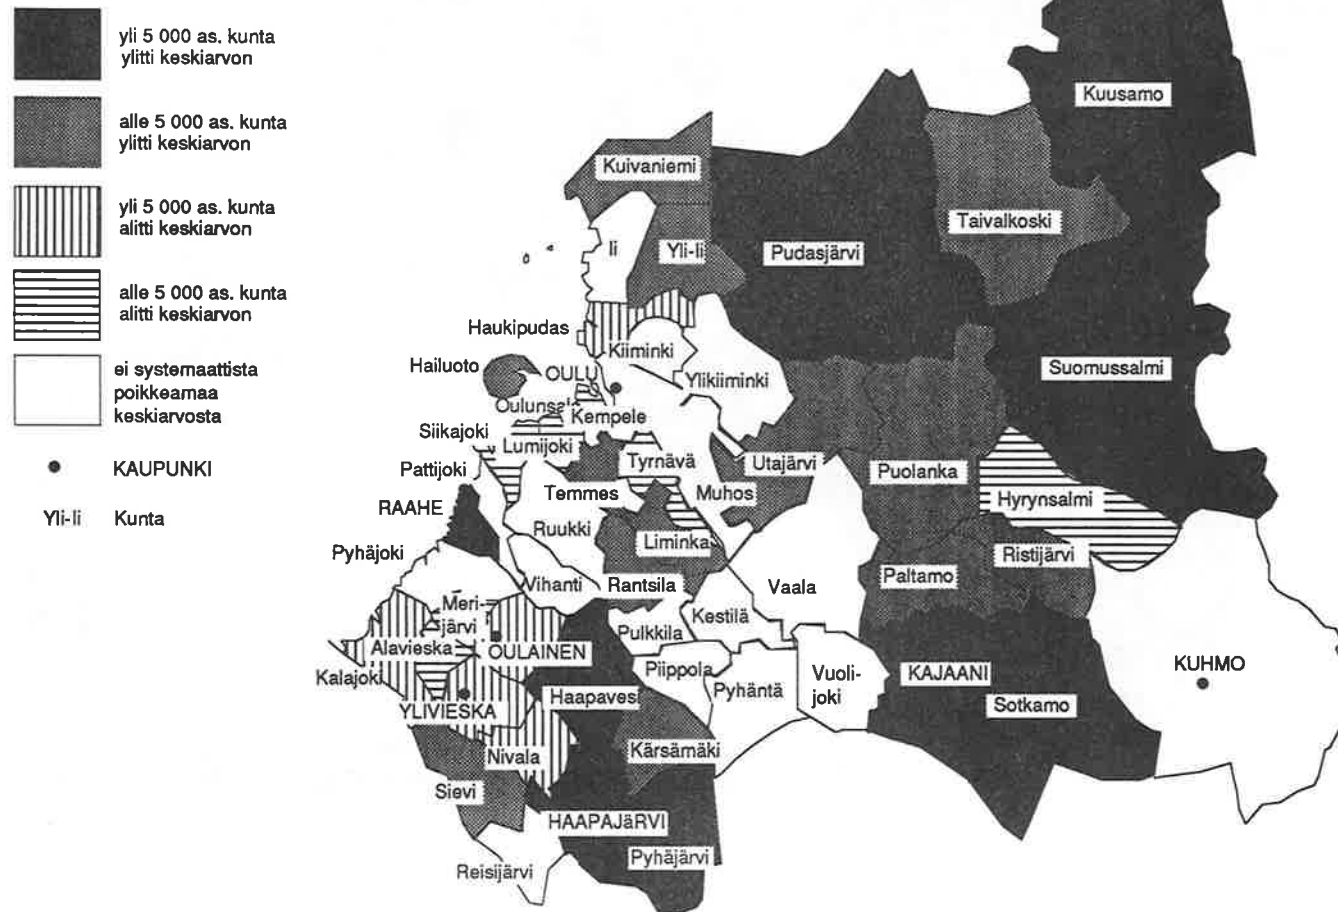 yli 5 000 as. kunta
ylitti keskiarvon
alle 5 000 as. kunta
ylitti keskiarvon
yli 5 000 as. kunta
alitti keskiarvon
alle 5 000 as. kunta
alitti keskiarvon
ei systemaattista
poikkeamaa
keskiarvosta
KAUPUNKI
Yli-Ii Kunta
Kuusamo
Kuivaniemi
Taivalkoski
Ii
Yli-Ii
Pudasjärvi
Haukipudas
Kiiminki
Hailuoto
OULU
Ylikiiminki
Suomussalmi
Oulunsalo
Kempele
Siikajoki
Lumijoki
Tyrnävä
Utajärvi
Pattijoki
Puolanka
Temmes
Muhos
Hyrynsalmi
RAAHE
Ruukki
Liminka
Ristijärvi
Pyhäjoki
Vihanti
Rantsila
Vaala
Paltamo
Meri-
järvi
Kestilä
Pulkkila
Alavieska
OULAINEN
Kalajoki
Piippola
Pyhäntä
Vuoli-
joki
KAJAANI
KUHMO
Haapaves
Sotkamo
YLIVIESKA
Nivala
Kärsämäki
Sievi
HAAPAJäRVI
Pyhäjärvi
Reisijärvi